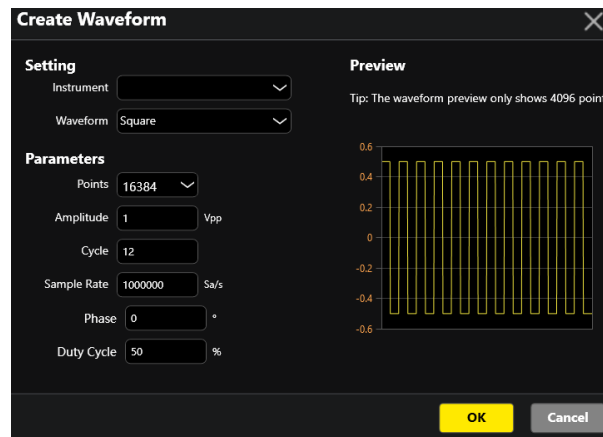 Create Waveform
Setting
Instrument
Waveform Square
Parameters
Points 16384
Amplitude 1 Vpp
Cycle 12
Sample Rate 1000000 Sa/s
Phase 0 °
Duty Cycle 50 %
Preview
Tip: The waveform preview only shows 4096 poin
0.6
0.4
0.2
0
-0.2
-0.4
-0.6
OK Cancel